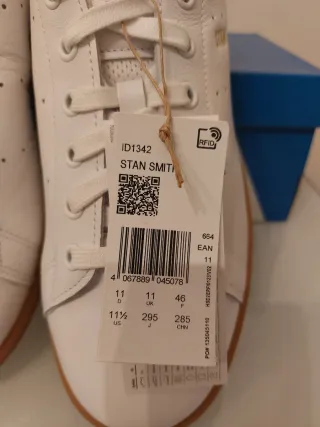 RFID
ID1342
STAN SMITH
654
EAN
11
4 067889 045078
11 11 46
D UK F
11½ 295 285
US J CHN